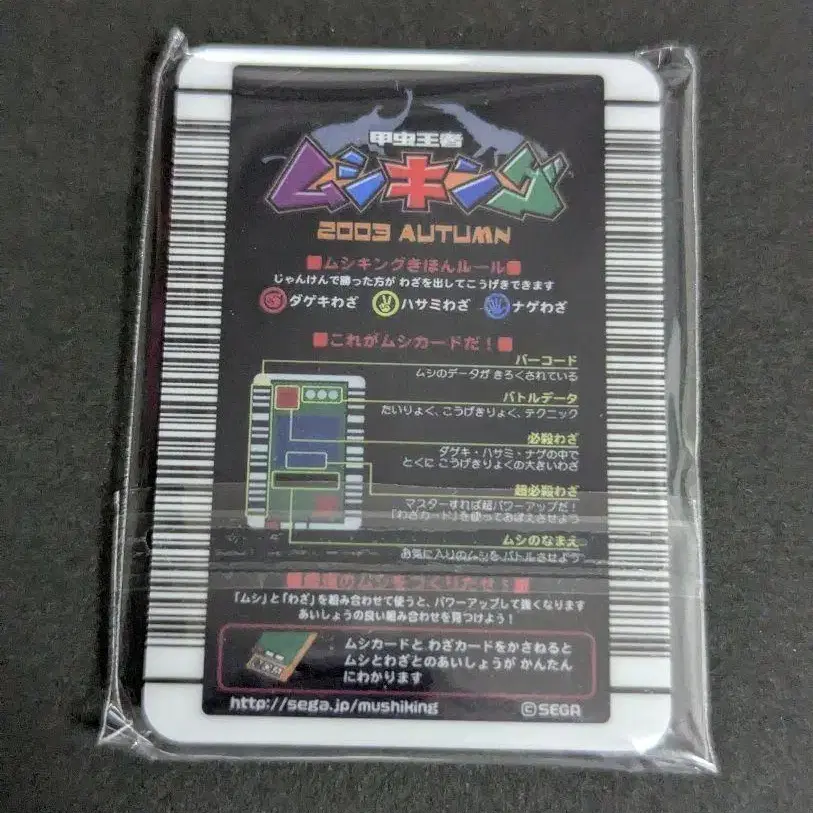 甲虫王者
ムシキング
2003 AUTUMN
■ムシキングきほんルール■
じゃんけんで勝った方が わざを出してこうげきできます
ダゲキわざ ハサミわざ ナゲわざ
■これがムシカードだ！■
バーコード
ムシのデータが きろくされている
バトルデータ
たいりょく、こうげきりょく、テクニック
必殺わざ
ダゲキ・ハサミ・ナゲの中で
とくに こうげきりょくの大きいわざ
超必殺わざ
マスターすれば超パワーアップだ！
「わざカード」を使っておぼえさせよう
ムシのなまえ
お気に入りのムシを バトルさせよう
のムシをつくりだせ
「ムシ」と「わざ」を組み合わせて使うと、パワーアップして強くなります
あいしょうの良い組み合わせを見つけよう！
ムシカードと わざカードをかさねると
ムシとわざとのあいしょうが かんたん
にわかります
http://sega.jp/mushiking ©SEGA